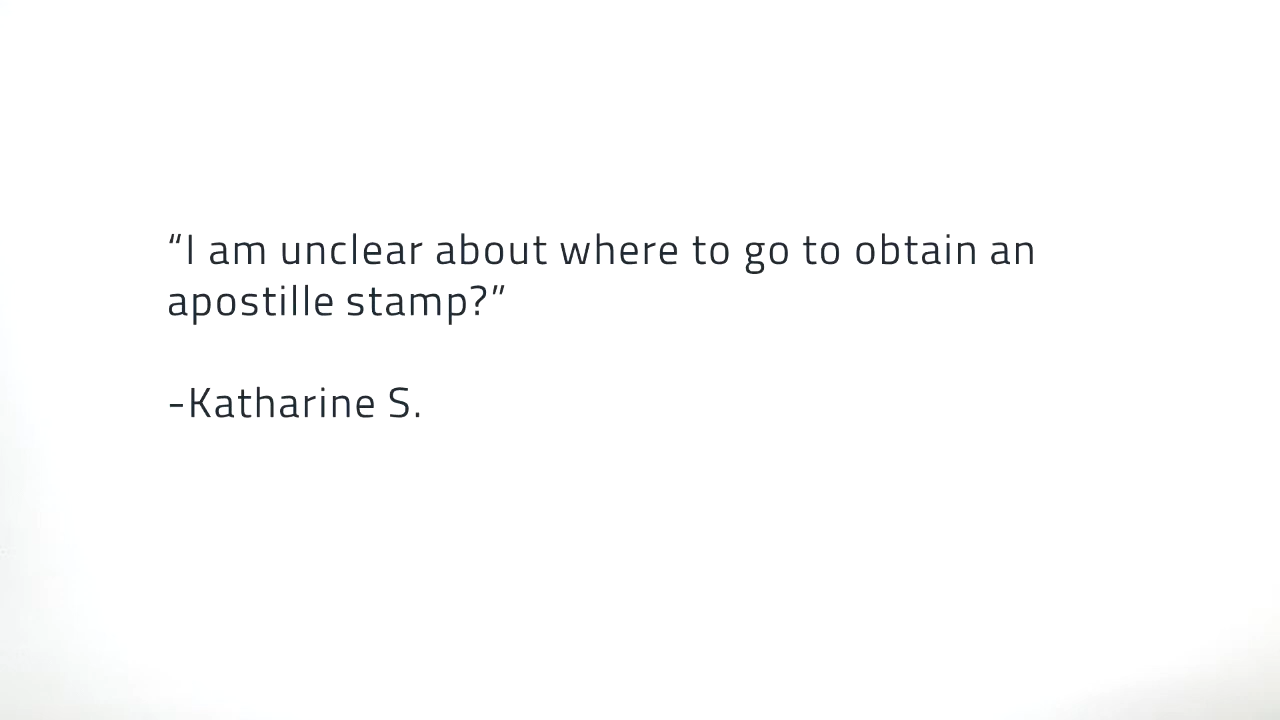 “I am unclear about where to go to obtain an
apostille stamp?”
-Katharine S.